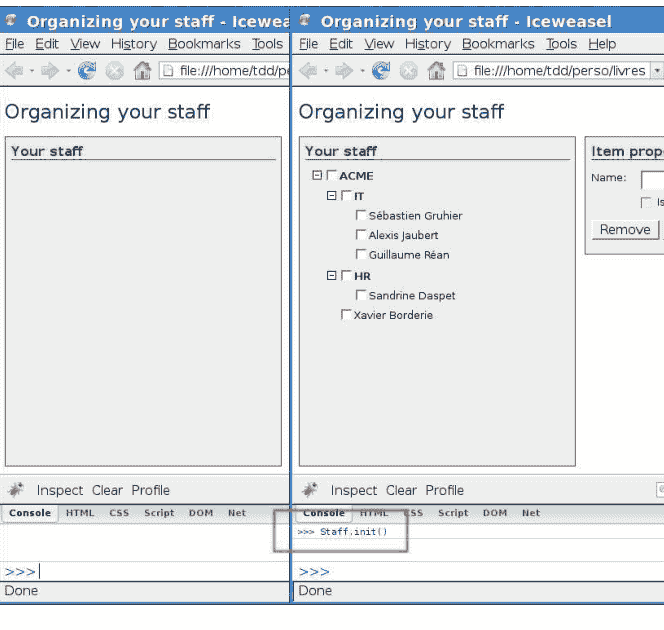 Organizing your staff - Icewea
File Edit View History Bookmarks Tools
file:///home/tdd/pe
Organizing your staff
Your staff
Inspect Clear Profile
Console HTML CSS Script DOM Net
>>>
Done
Organizing your staff - Iceweasel
File Edit View History Bookmarks Tools Help
file:///home/tdd/perso/livres
Organizing your staff
Your staff
ACME
IT
Sébastien Gruhier
Alexis Jaubert
Guillaume Réan
HR
Sandrine Daspet
Xavier Borderie
Item prop
Name:
Is
Remove
Inspect Clear Profile
Console HTML CSS Script DOM Net
>>> Staff.init()
>>>
Done